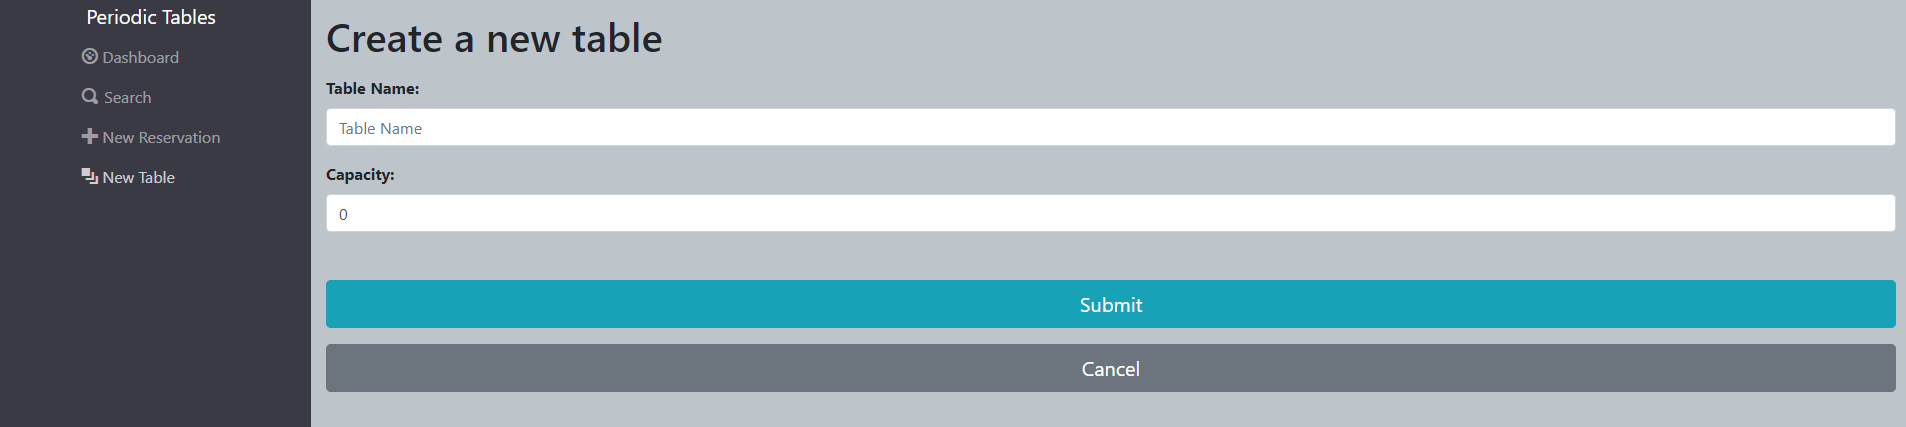 Periodic Tables
Dashboard
Search
New Reservation
New Table
Create a new table
Table Name:
Table Name
Capacity:
0
Submit
Cancel